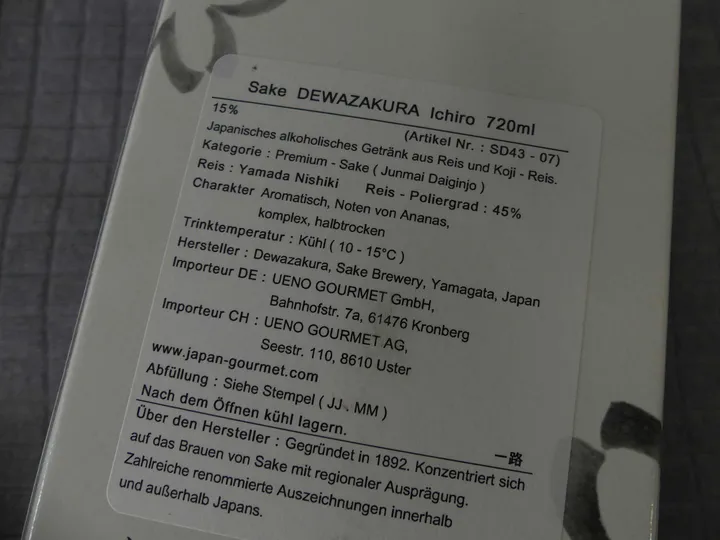 Sake DEWAZAKURA Ichiro 720ml
15% (Artikel Nr. : SD43 - 07)
Japanisches alkoholisches Getränk aus Reis und Koji - Reis.
Kategorie : Premium - Sake ( Junmai Daiginjo )
Reis : Yamada Nishiki Reis - Poliergrad : 45%
Charakter Aromatisch, Noten von Ananas,
komplex, halbtrocken
Trinktemperatur : Kühl ( 10 - 15°C )
Hersteller : Dewazakura, Sake Brewery, Yamagata, Japan
Importeur DE : UENO GOURMET GmbH,
Bahnhofstr. 7a, 61476 Kronberg
Importeur CH : UENO GOURMET AG,
Seestr. 110, 8610 Uster
www.japan-gourmet.com
Abfüllung : Siehe Stempel ( JJ、MM )
Nach dem Öffnen kühl lagern. 一路
Über den Hersteller : Gegründet in 1892. Konzentriert sich
auf das Brauen von Sake mit regionaler Ausprägung.
Zahlreiche renommierte Auszeichnungen innerhalb
und außerhalb Japans.